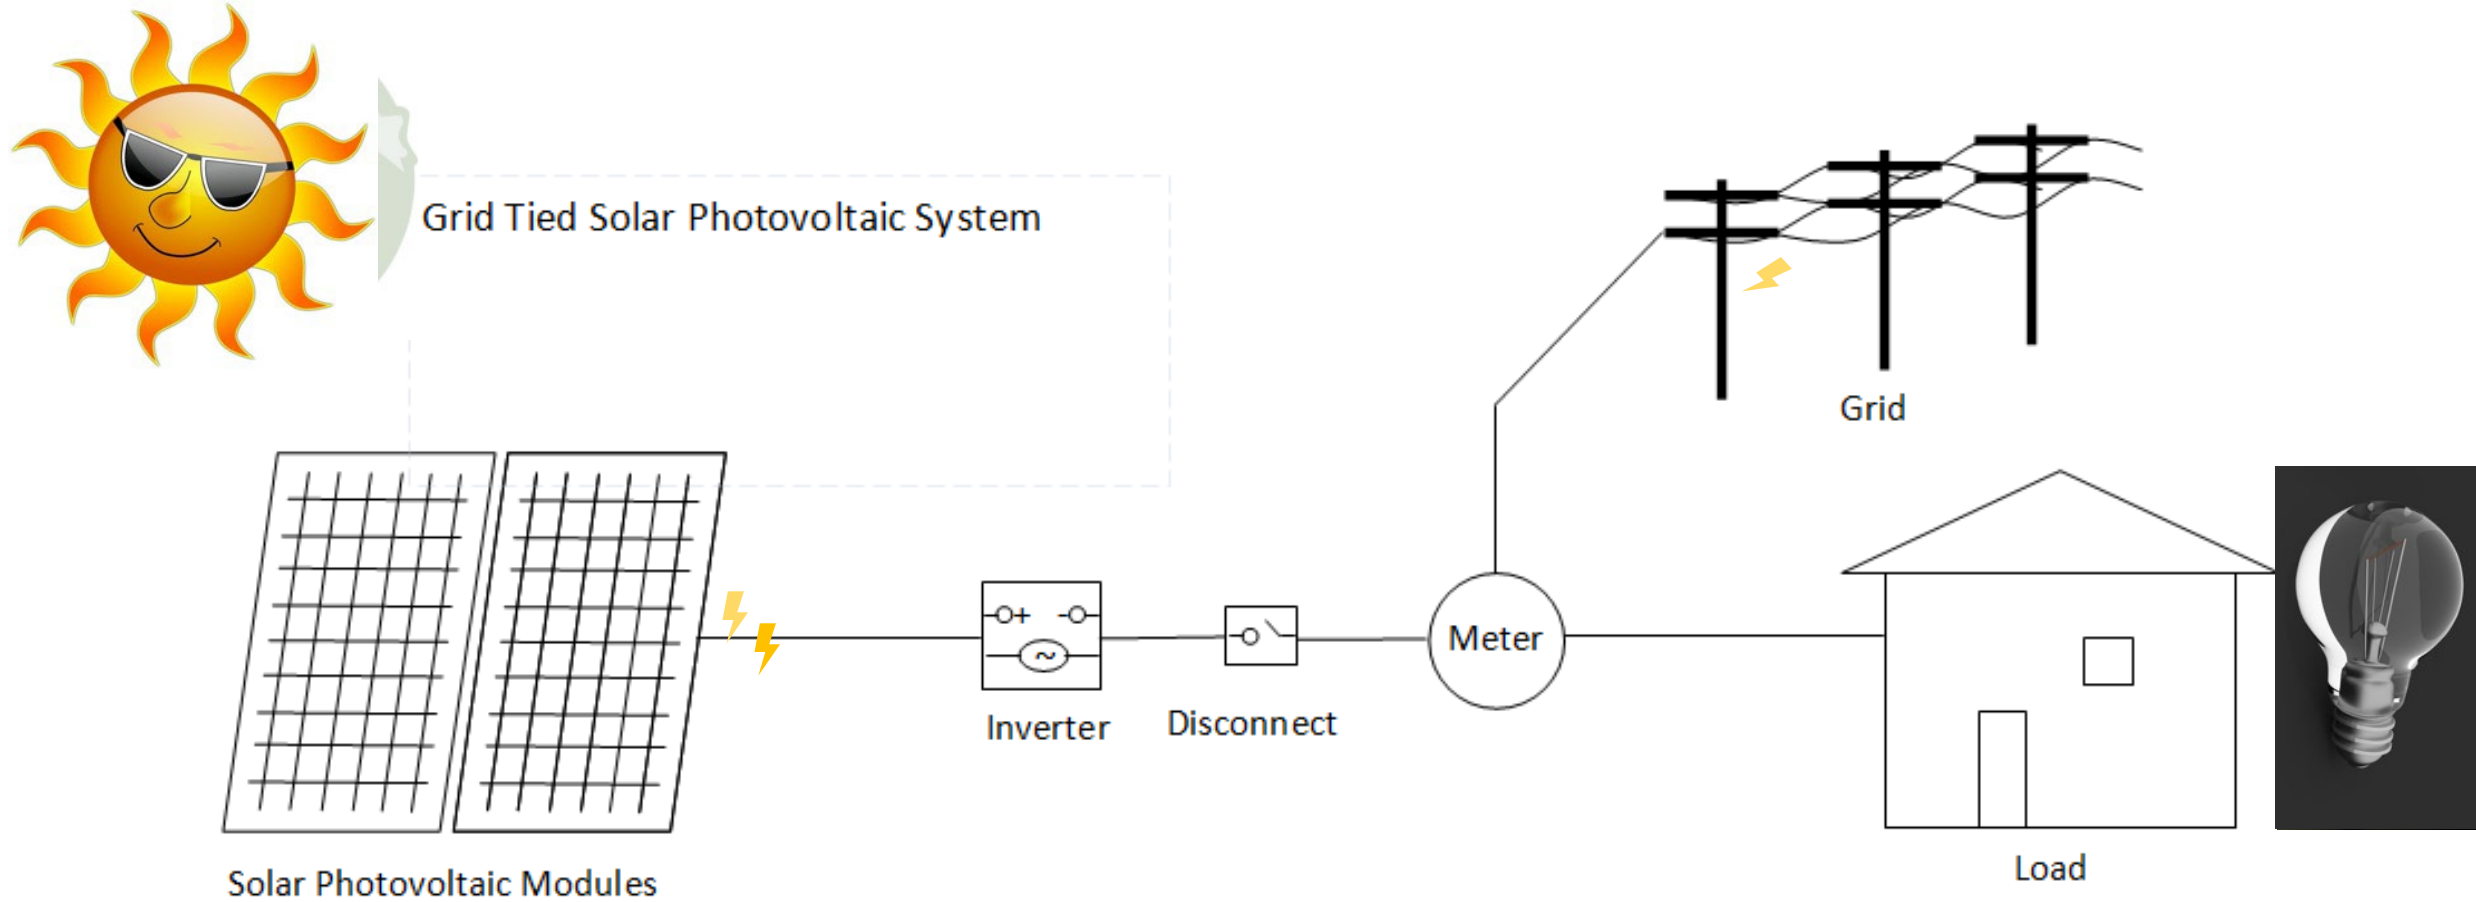 Grid Tied Solar Photovoltaic System
Grid
Meter
Inverter
Disconnect
Load
Solar Photovoltaic Modules